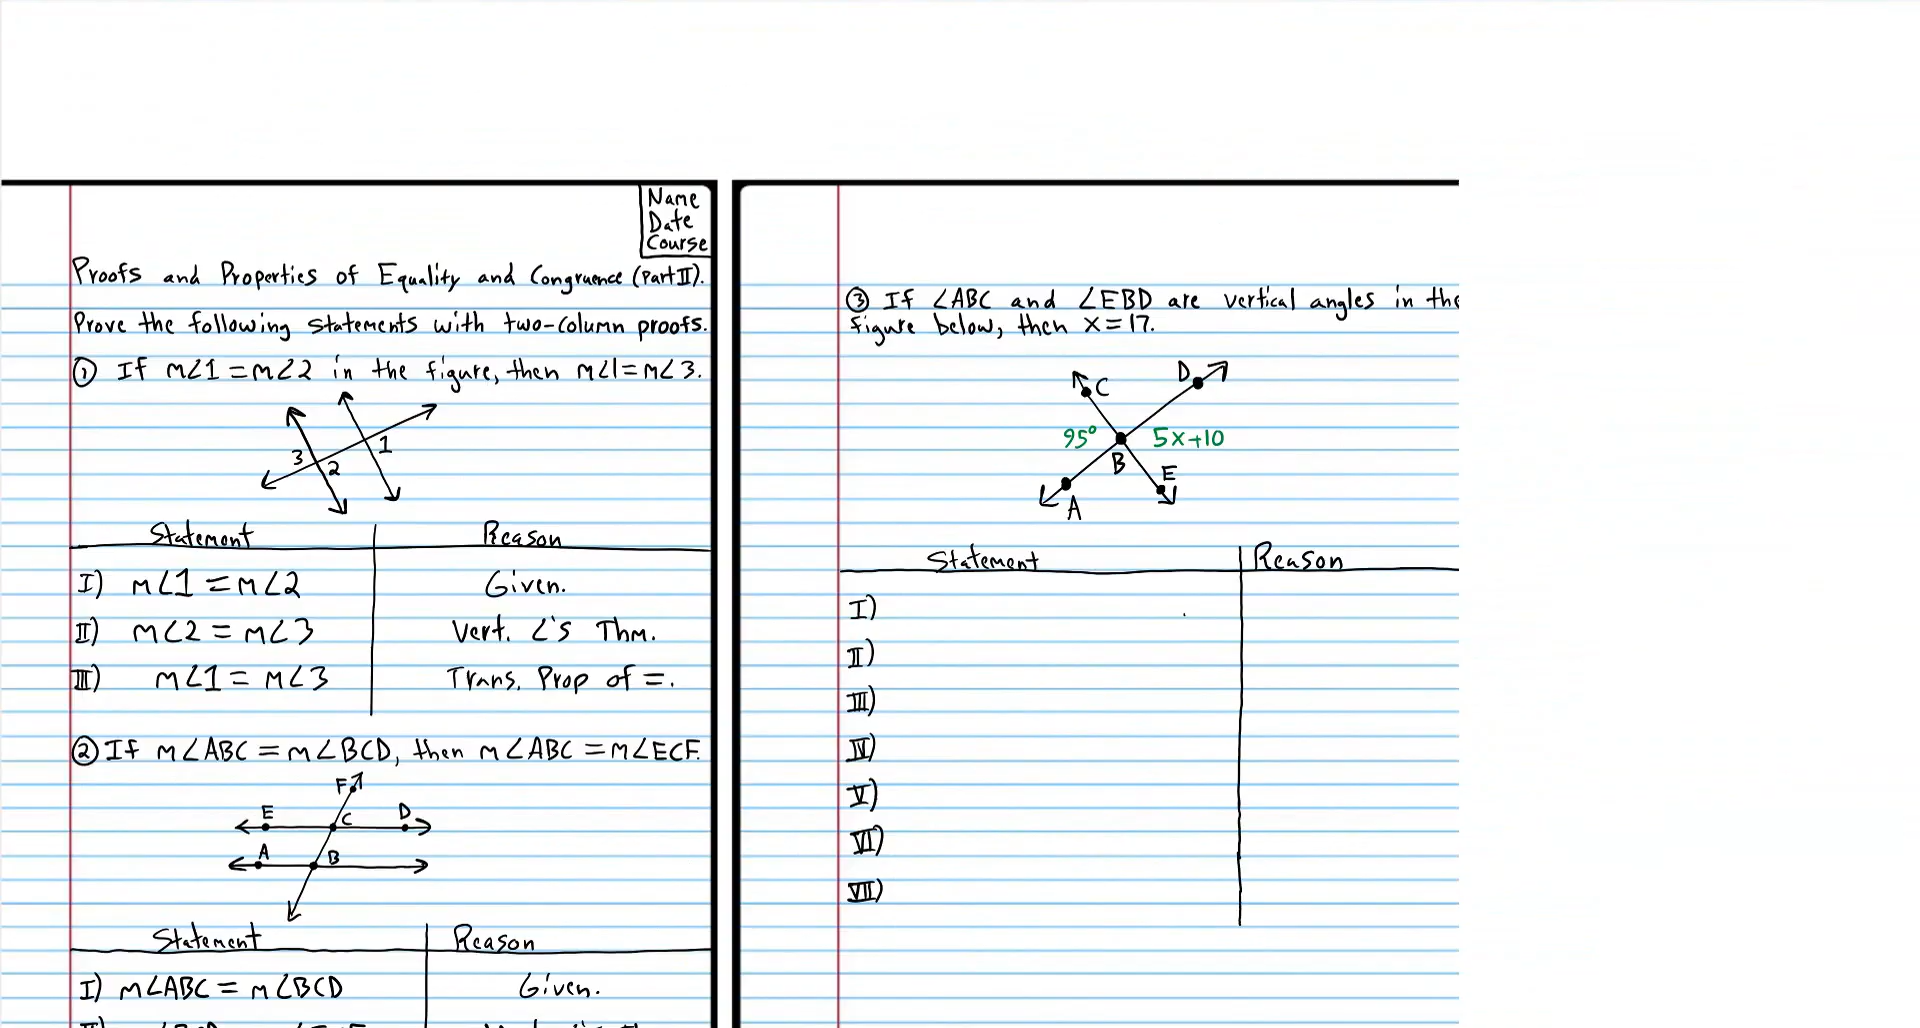 Name
Date
Course
Proofs and Properties of Equality and Congruence (Part II).
Prove the following statements with two-column proofs.
① If m∠1 = m∠2 in the figure, then m∠1 = m∠3.
3 2 1
Statement Reason
I) m∠1 = m∠2 Given.
II) m∠2 = m∠3 Vert. ∠'s Thm.
III) m∠1 = m∠3 Trans. Prop of =.
② If m∠ABC = m∠BCD, then m∠ABC = m∠ECF.
F
E C D
A B
Statement Reason
I) m∠ABC = m∠BCD Given.
③ If ∠ABC and ∠EBD are vertical angles in the
figure below, then x = 17.
C D
95° 5x+10
B E
A
Statement Reason
I)
II)
III)
IV)
V)
VI)
VII)